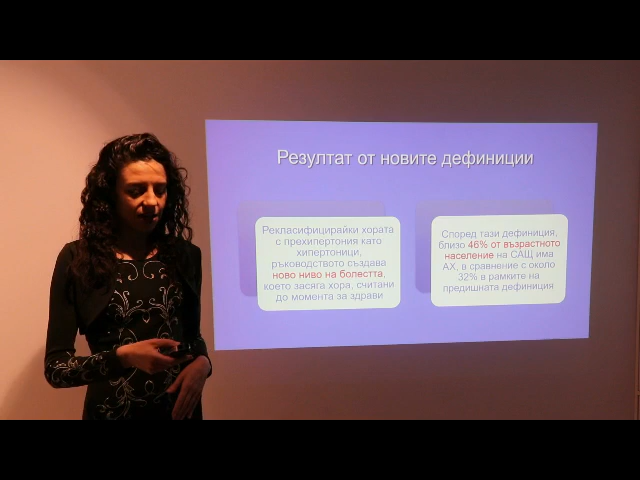 Резултат от новите дефиниции
Рекласифицирайки хората
с прехипертония като
хипертоници,
ръководството създава
ново ниво на болестта,
което засяга хора, считани
до момента за здрави
Според тази дефиниция,
близо 46% от възрастното
население на САЩ има
АХ, в сравнение с около
32% в рамките на
предишната дефиниция